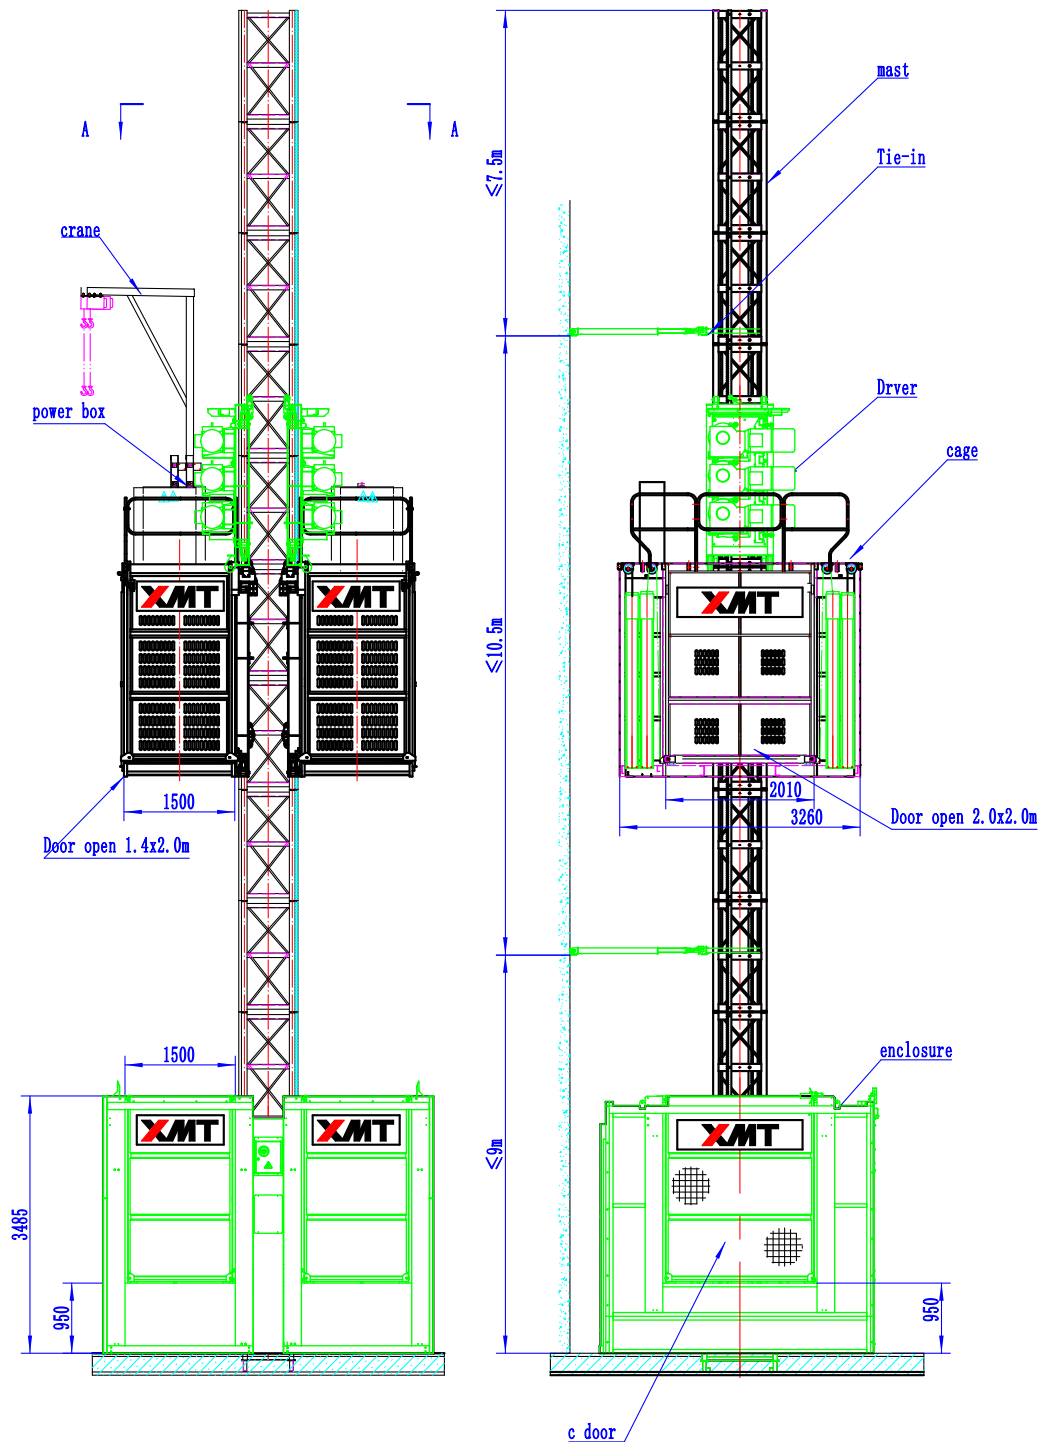 mast
A
A
Tie-in
≤7.5m
crane
Drver
power box
cage
XMT
XMT
XMT
≤10.5m
1500
2010
3260
Door open 2.0x2.0m
Door open 1.4x2.0m
1500
enclosure
XMT
XMT
XMT
≤9m
3485
950
950
c door